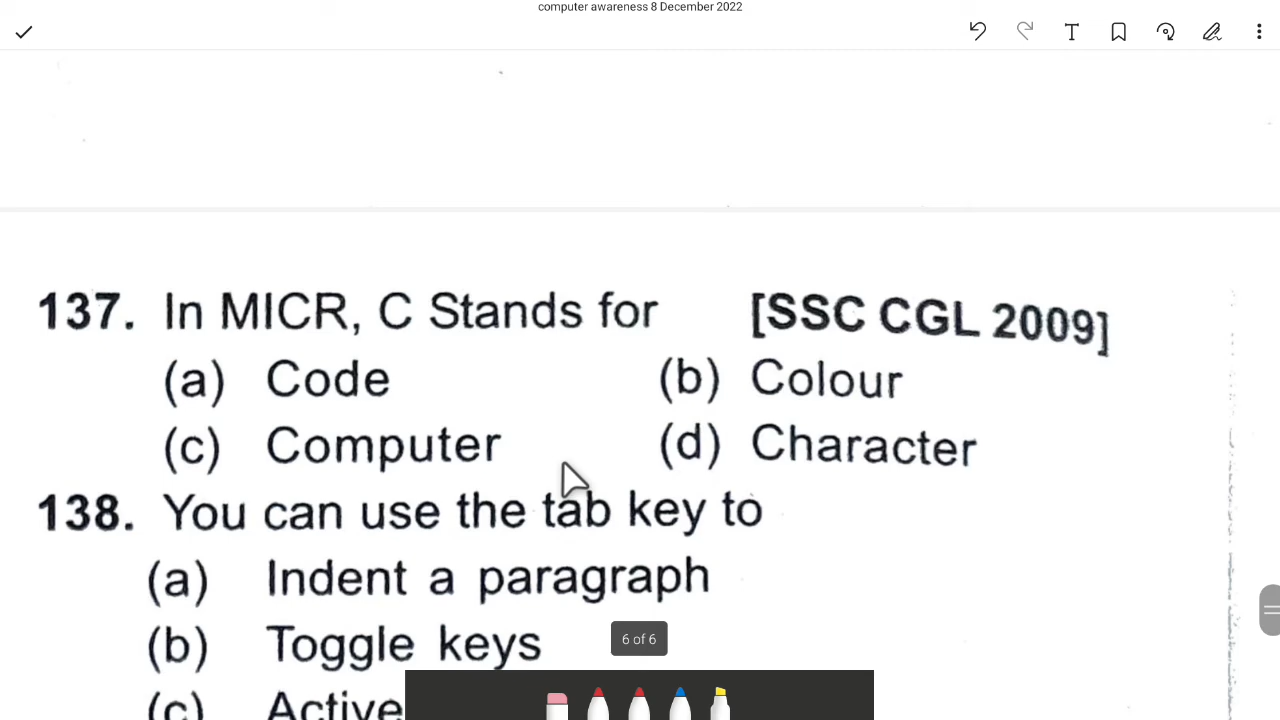 computer awareness 8 December 2022
137. In MICR, C Stands for [SSC CGL 2009]
(a) Code (b) Colour
(c) Computer (d) Character
138. You can use the tab key to
(a) Indent a paragraph
(b) Toggle keys
6 of 6
(c) Active